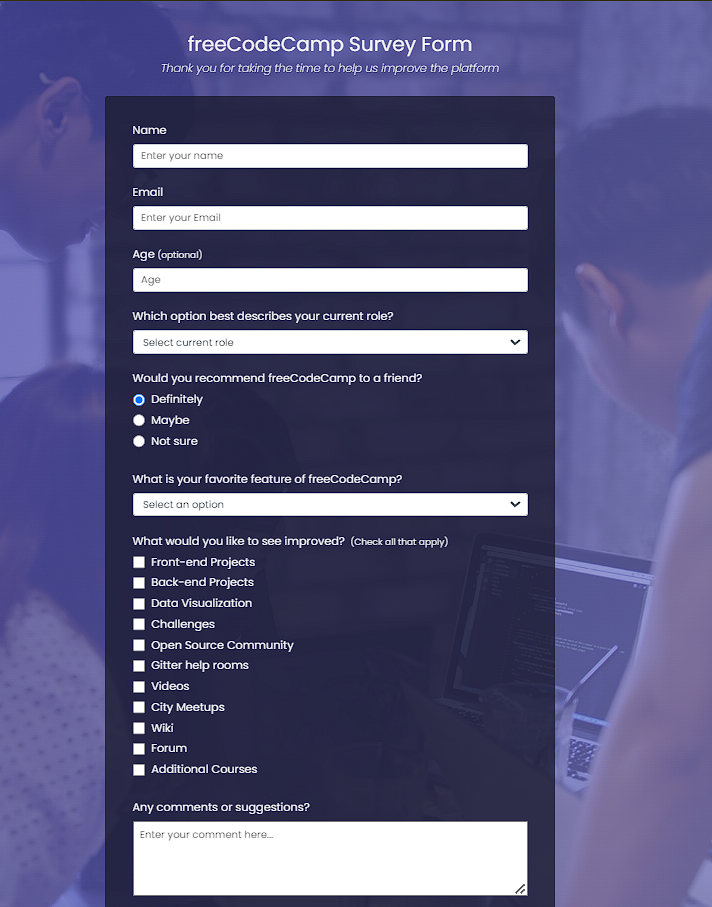 freeCodeCamp Survey Form
Thank you for taking the time to help us improve the platform
Name
Enter your name
Email
Enter your Email
Age (optional)
Age
Which option best describes your current role?
Select current role
Would you recommend freeCodeCamp to a friend?
Definitely
Maybe
Not sure
What is your favorite feature of freeCodeCamp?
Select an option
What would you like to see improved? (Check all that apply)
Front-end Projects
Back-end Projects
Data Visualization
Challenges
Open Source Community
Gitter help rooms
Videos
City Meetups
Wiki
Forum
Additional Courses
Any comments or suggestions?
Enter your comment here...